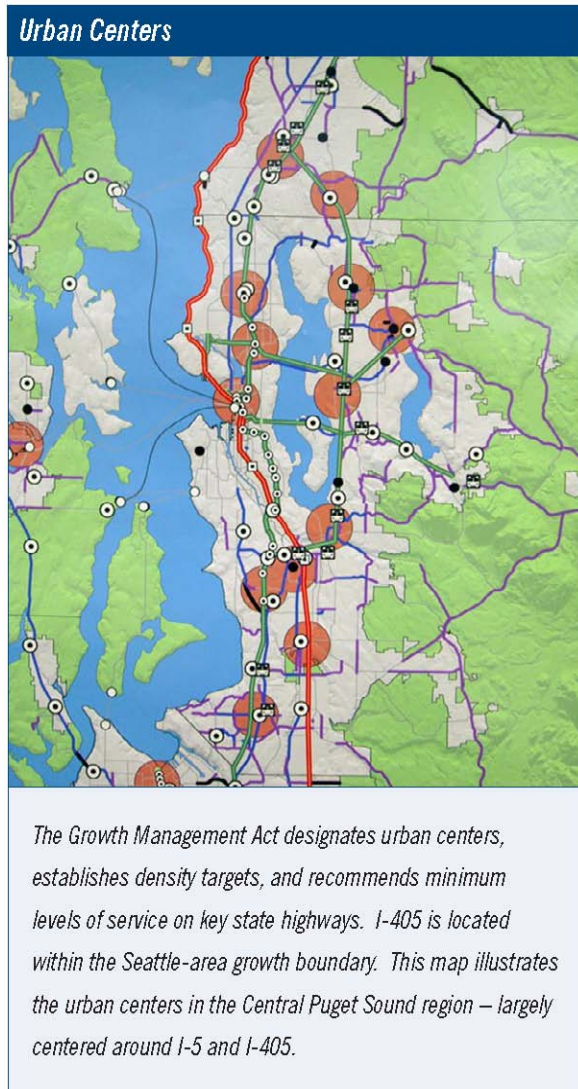 Urban Centers
The Growth Management Act designates urban centers,
establishes density targets, and recommends minimum
levels of service on key state highways.  I-405 is located
within the Seattle-area growth boundary.  This map illustrates
the urban centers in the Central Puget Sound region – largely
centered around I-5 and I-405.